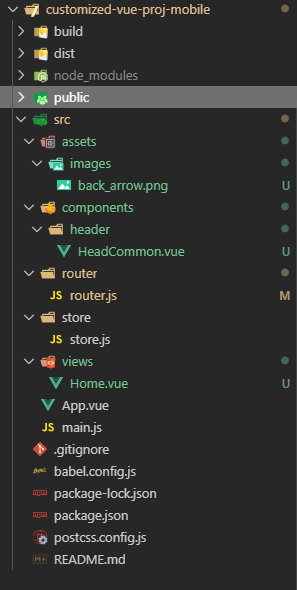 customized-vue-proj-mobile
build
dist
node_modules
public
src
assets
images
back_arrow.png U
components
header
HeadCommon.vue U
router
JS router.js M
store
JS store.js
views
Home.vue U
App.vue
JS main.js
.gitignore
babel.config.js
package-lock.json
package.json
postcss.config.js
README.md